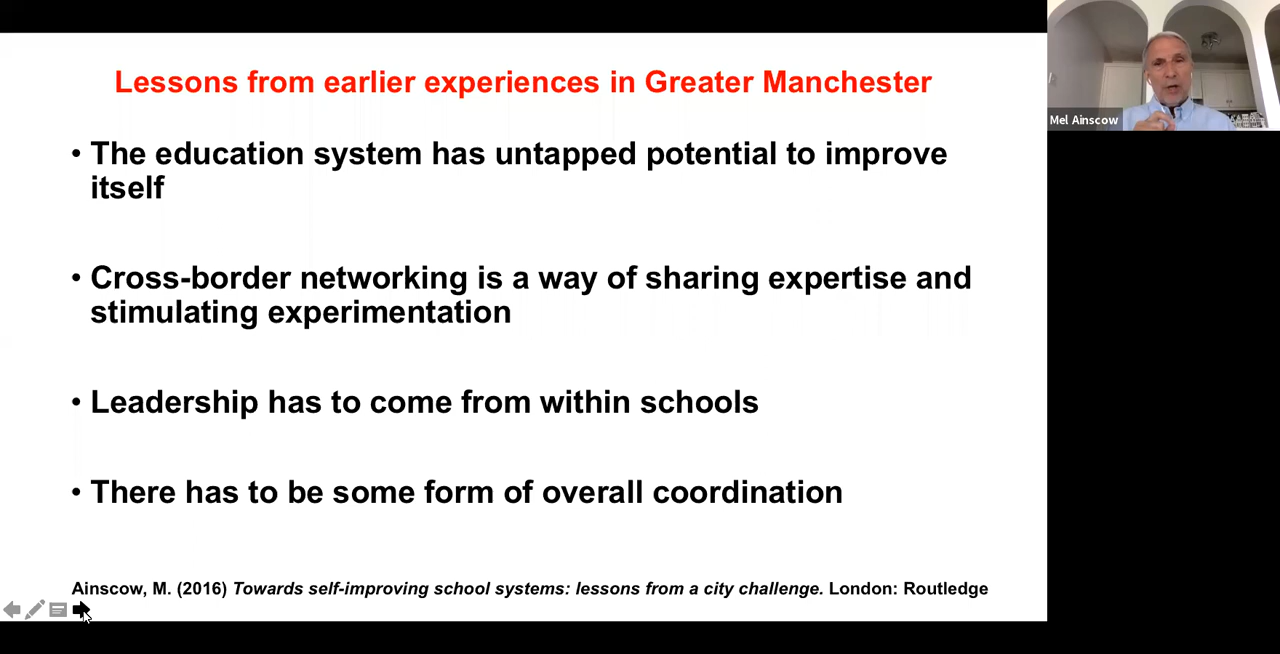 Lessons from earlier experiences in Greater Manchester
• The education system has untapped potential to improve
itself
• Cross-border networking is a way of sharing expertise and
stimulating experimentation
• Leadership has to come from within schools
• There has to be some form of overall coordination
Ainscow, M. (2016) Towards self-improving school systems: lessons from a city challenge. London: Routledge
Mel Ainscow